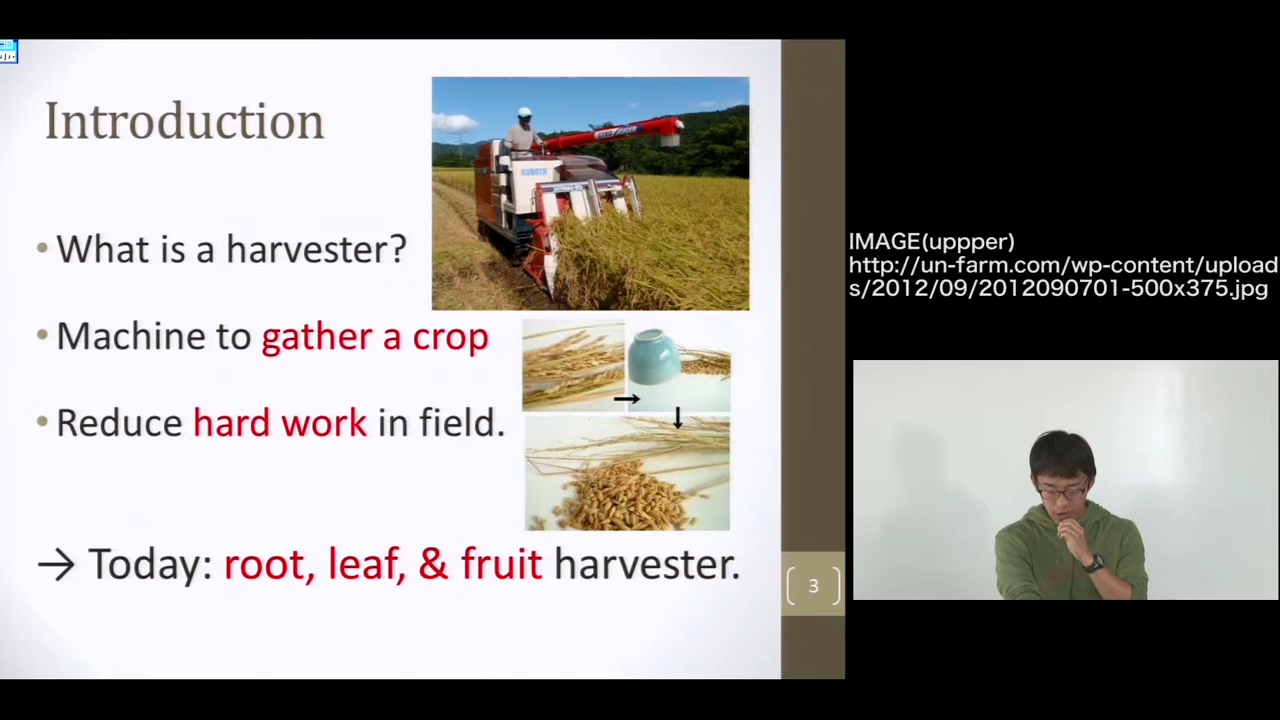 Introduction
• What is a harvester?
• Machine to gather a crop
• Reduce hard work in field.
→ Today: root, leaf, & fruit harvester.
KUBOTA
3
IMAGE(uppper)
http://un-farm.com/wp-content/upload
s/2012/09/2012090701-500x375.jpg